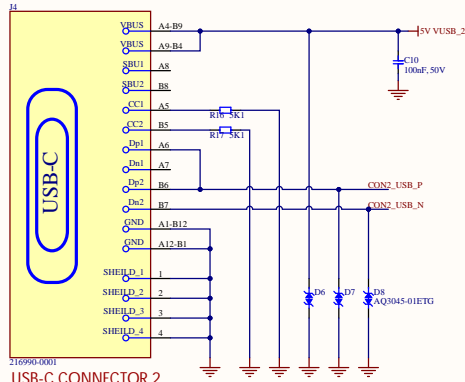 J4
VBUS A4-B9
5V VUSB_2
VBUS A9-B4
SBU1 A8
C10
100nF, 50V
SBU2 B8
CC1 A5
R16 5K1
CC2 B5
R17 5K1
Dp1 A6
Dn1 A7
USB-C
Dp2 B6
CON2_USB_P
Dn2 B7
CON2_USB_N
GND A1-B12
GND A12-B1
SHEILD_1 1
SHEILD_2 2
D6 D7 D8
AQ3045-01ETG
SHEILD_3 3
SHEILD_4 4
216990-0001
USB-C CONNECTOR 2